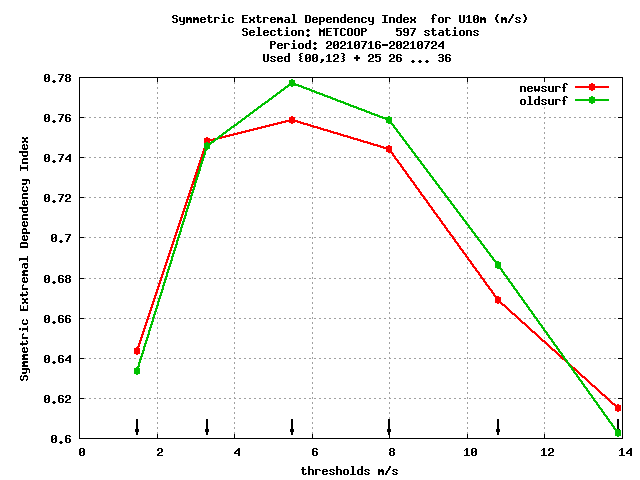 Symmetric Extremal Dependency Index  for U10m (m/s)
Selection: METCOOP    597 stations
Period: 20210716-20210724
Used {00,12} + 25 26 ... 36
newsurf
oldsurf
Symmetric Extremal Dependency Index
0.78
0.76
0.74
0.72
0.7
0.68
0.66
0.64
0.62
0.6
0 2 4 6 8 10 12 14
thresholds m/s